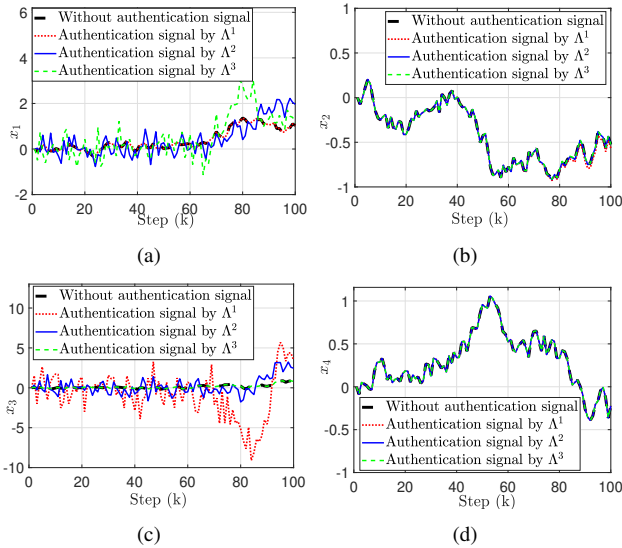 6
4
2
0
-2
x₁
Without authentication signal
Authentication signal by Λ¹
Authentication signal by Λ²
Authentication signal by Λ³
0 20 40 60 80 100
Step (k)
(a)
1
0.5
0
-0.5
-1
x₂
Without authentication signal
Authentication signal by Λ¹
Authentication signal by Λ²
Authentication signal by Λ³
0 20 40 60 80 100
Step (k)
(b)
10
5
0
-5
-10
x₃
Without authentication signal
Authentication signal by Λ¹
Authentication signal by Λ²
Authentication signal by Λ³
0 20 40 60 80 100
Step (k)
(c)
1
0.5
0
-0.5
-1
x₄
Without authentication signal
Authentication signal by Λ¹
Authentication signal by Λ²
Authentication signal by Λ³
0 20 40 60 80 100
Step (k)
(d)